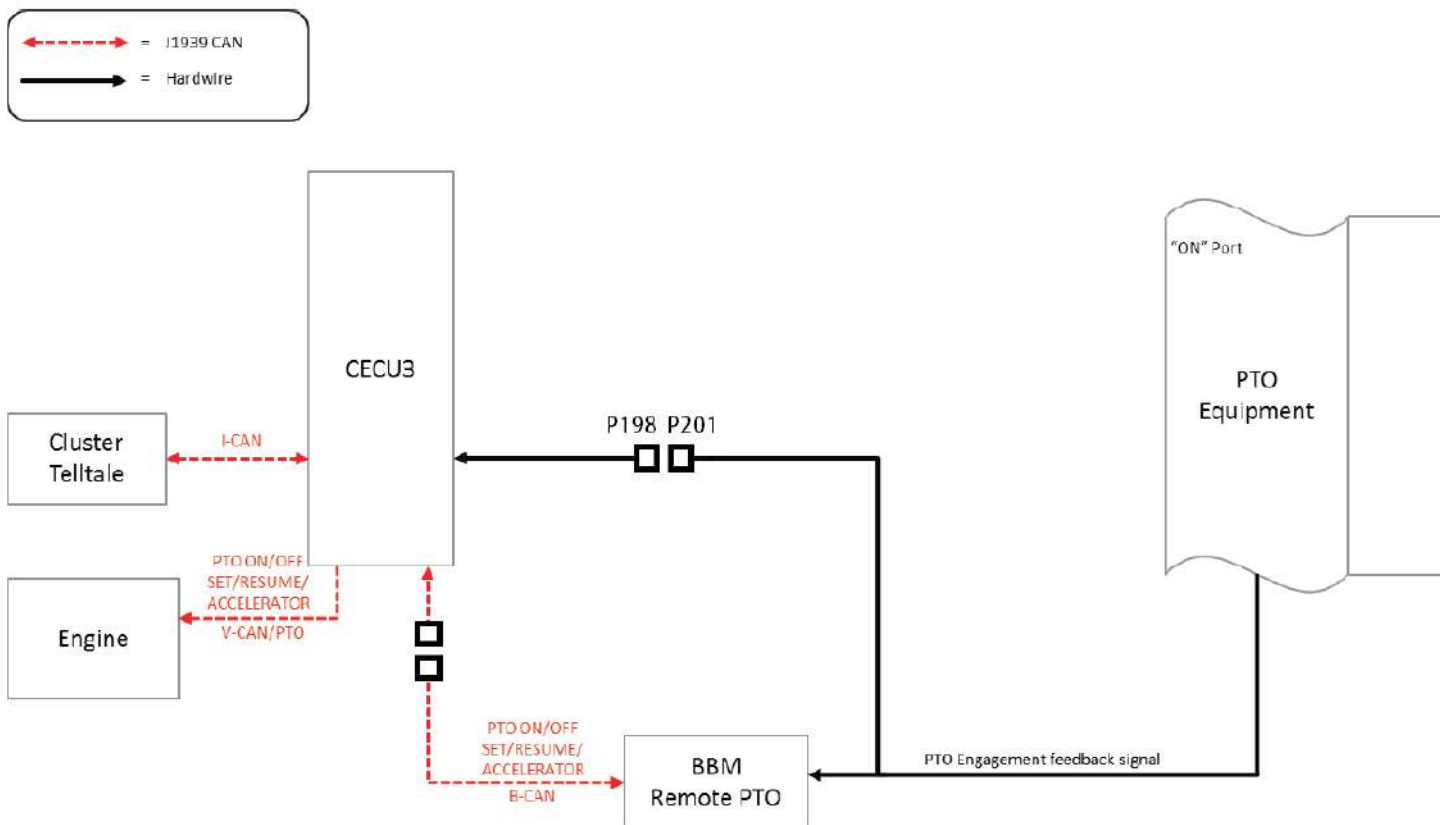 = J1939 CAN
= Hardwire
"ON" Port
CECU3
PTO
Equipment
P198 P201
Cluster
Telltale
I-CAN
PTO ON/OFF
SET/RESUME/
ACCELERATOR
V-CAN/PTO
Engine
PTO ON/OFF
SET/RESUME/
ACCELERATOR
B-CAN
BBM
Remote PTO
PTO Engagement feedback signal